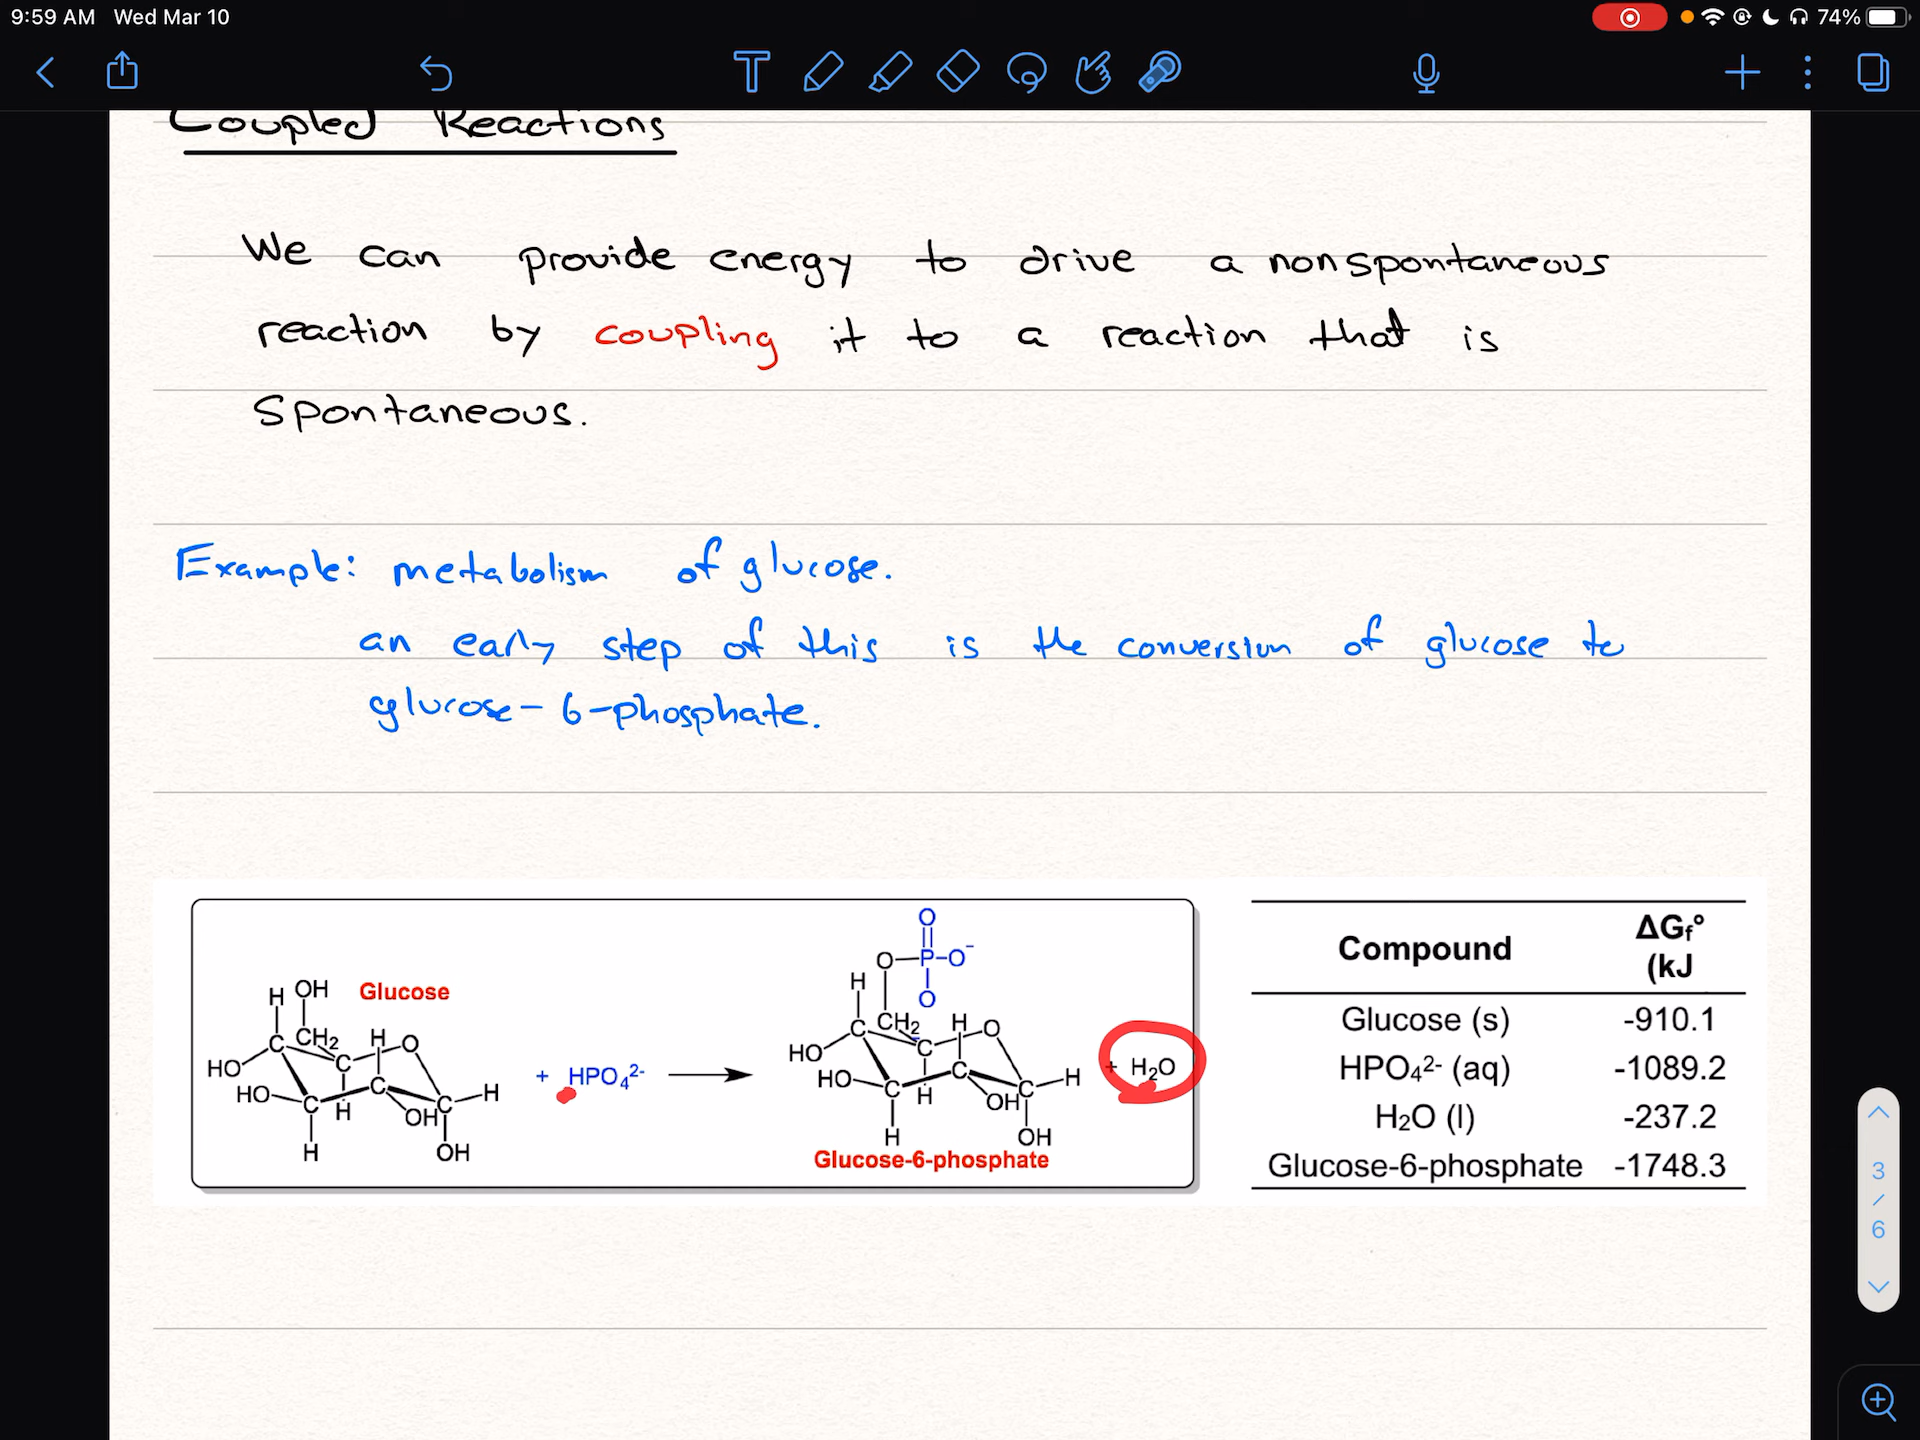 9:59 AM Wed Mar 10
74%
Coupled Reactions
We can provide energy to drive a nonspontaneous
reaction by coupling it to a reaction that is
spontaneous.
Example: metabolism of glucose.
an early step of this is the conversion of glucose to
glucose-6-phosphate.
H OH Glucose
CH₂ H O
HO C C
HO C H C OH C H
H OH
+ HPO₄²⁻
O
O P O⁻
H O
C CH₂ H O
HO C
HO C H C OH C H
H OH
Glucose-6-phosphate
+ H₂O
Compound ΔGf° (kJ
Glucose (s) -910.1
HPO₄²⁻ (aq) -1089.2
H₂O (l) -237.2
Glucose-6-phosphate -1748.3
3
/
6